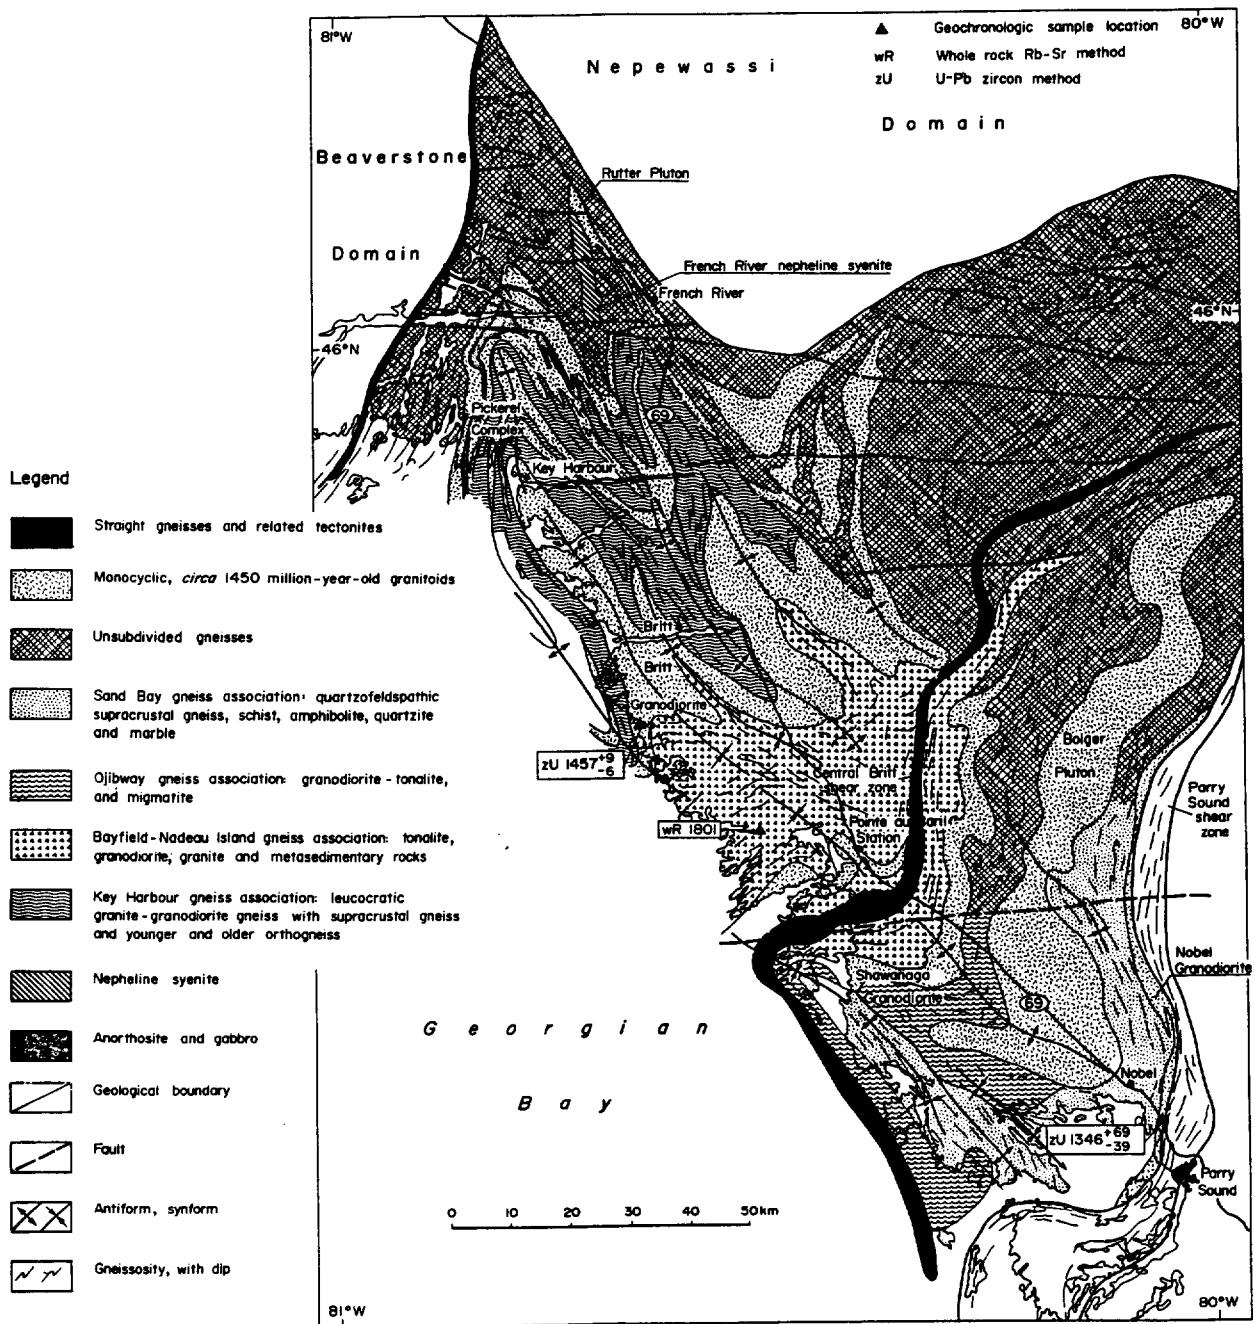 81°W
80°W
▲ Geochronologic sample location
wR Whole rock Rb-Sr method
zU U-Pb zircon method
Nepewassi
Domain
Beaverstone
Domain
Rutter Pluton
French River nepheline syenite
French River
46°N
46°N
Pickerel
Complex
69
Key Harbour
Britt
Britt
Granodiorite
zU 1457 +9 -6
Central Britt
shear zone
Pointe au Baril
Station
wR 1801
Bolger
Pluton
Parry
Sound
shear
zone
Nobel
Granodiorite
Shawanaga
Granodiorite
69
Nobel
zU 1346 +69 -39
Parry
Sound
Georgian
Bay
0 10 20 30 40 50km
81°W
80°W
Legend
Straight gneisses and related tectonites
Monocyclic, circa 1450 million-year-old granitoids
Unsubdivided gneisses
Sand Bay gneiss association: quartzofeldspathic
supracrustal gneiss, schist, amphibolite, quartzite
and marble
Ojibway gneiss association: granodiorite-tonalite,
and migmatite
Bayfield-Nadeau Island gneiss association: tonalite,
granodiorite, granite and metasedimentary rocks
Key Harbour gneiss association: leucocratic
granite-granodiorite gneiss with supracrustal gneiss
and younger and older orthogneiss
Nepheline syenite
Anorthosite and gabbro
Geological boundary
Fault
Antiform, synform
Gneissosity, with dip